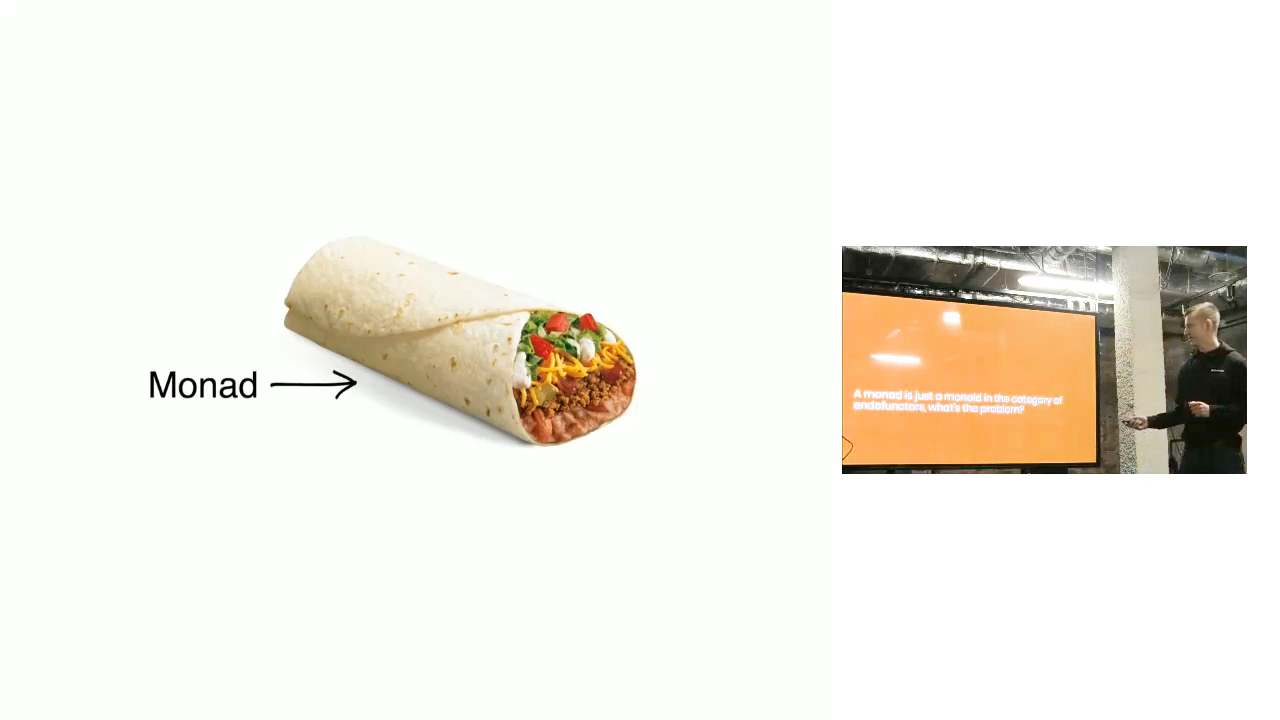 Monad
A monad is just a monoid in the category of
endofunctors, what's the problem?